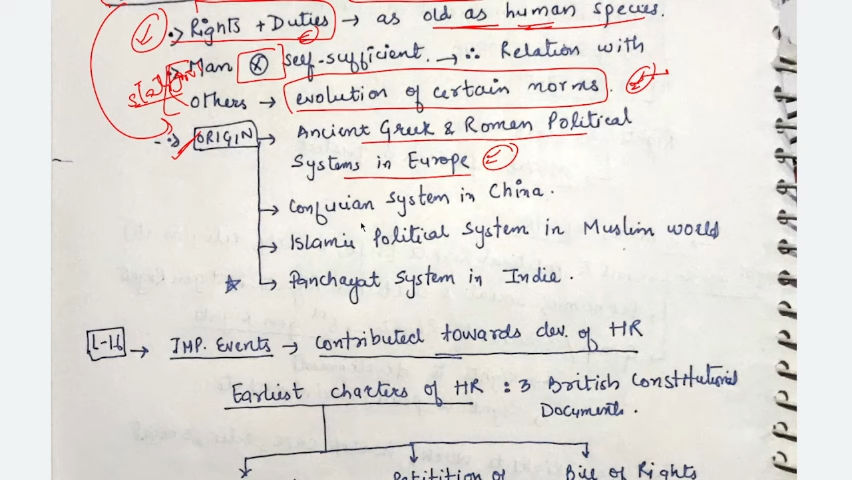 ∴) Rights + Duties → as old as human species.
Man ⊗ self-sufficient. → ∴ Relation with
others → evolution of certain norms.
ORIGIN → Ancient Greek & Roman Political
Systems in Europe
→ Confucian System in China.
→ Islamic Political System in Muslim world
☆ → Panchayat System in India.
L-16 → IMP. Events → contributed towards dev. of HR
Earliest charters of HR : 3 British Constitutional
Documents.
Petition of Bill of Rights